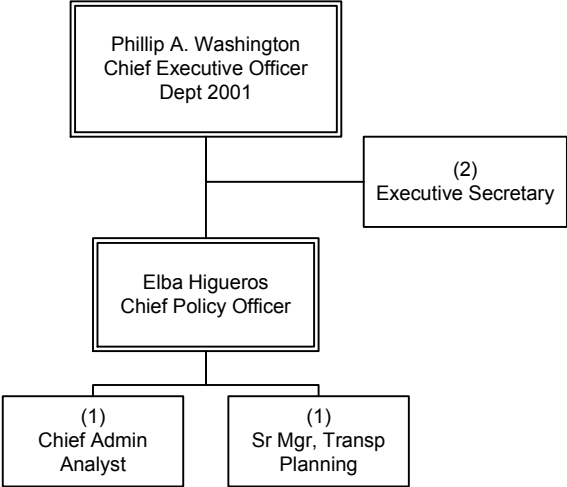 Phillip A. Washington
Chief Executive Officer
Dept 2001
(2)
Executive Secretary
Elba Higueros
Chief Policy Officer
(1)
Chief Admin
Analyst
(1)
Sr Mgr, Transp
Planning